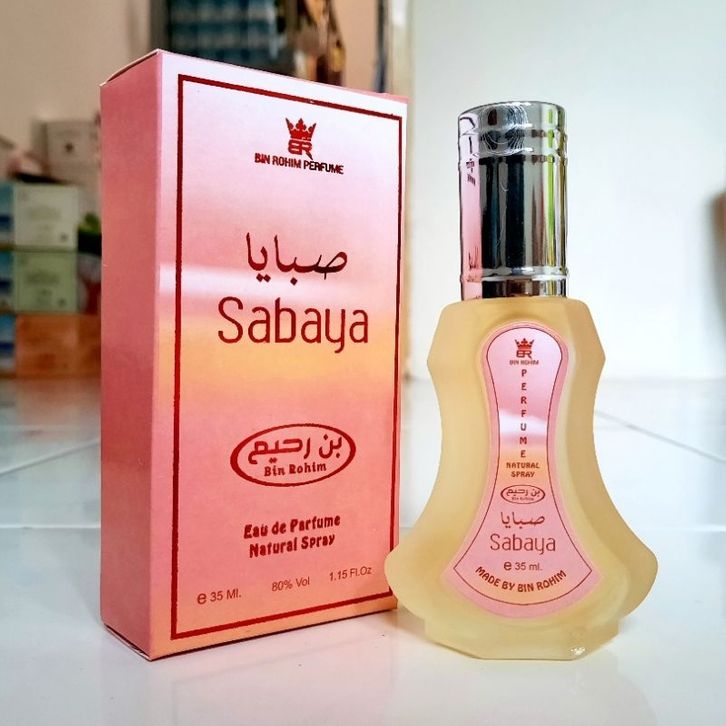 BR
BIN ROHIM PERFUME
صبايا
Sabaya
بن رحيم
Bin Rohim
Eau de Parfume
Natural Spray
e 35 Ml.
80% Vol
1.15 Fl.Oz
BR
BIN ROHIM
PERFUME
NATURAL
SPRAY
بن رحيم
Bin Rohim
صبايا
Sabaya
e 35 ml.
MADE BY BIN ROHIM